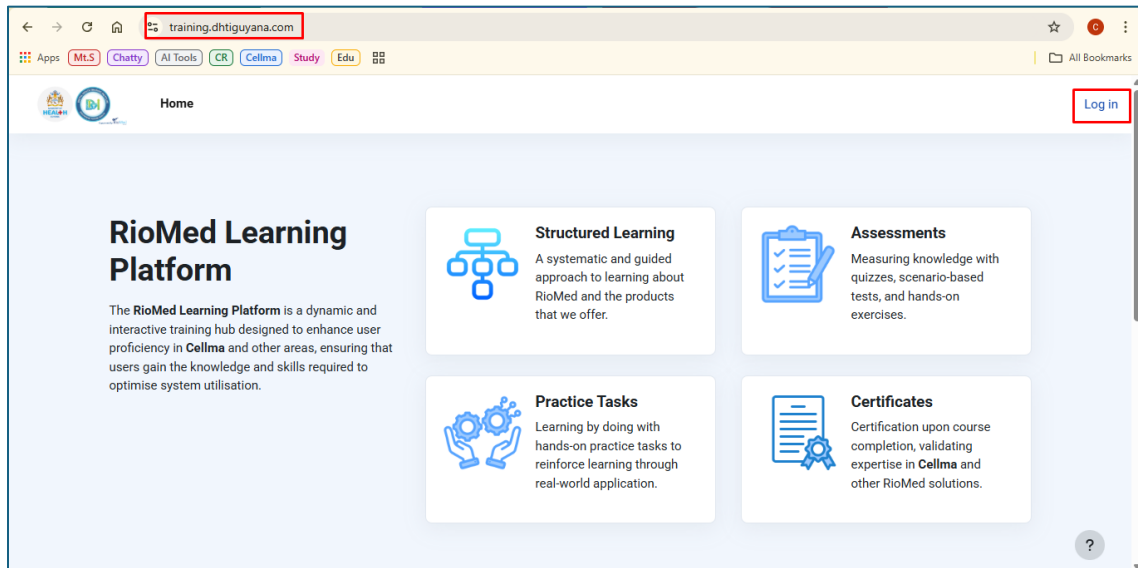 training.dhtiguyana.com
C
Apps Mt.S Chatty AI Tools CR Cellma Study Edu All Bookmarks
HEALTH
Home
Log in
RioMed Learning
Platform
The RioMed Learning Platform is a dynamic and
interactive training hub designed to enhance user
proficiency in Cellma and other areas, ensuring that
users gain the knowledge and skills required to
optimise system utilisation.
Structured Learning
A systematic and guided
approach to learning about
RioMed and the products
that we offer.
Assessments
Measuring knowledge with
quizzes, scenario-based
tests, and hands-on
exercises.
Practice Tasks
Learning by doing with
hands-on practice tasks to
reinforce learning through
real-world application.
Certificates
Certification upon course
completion, validating
expertise in Cellma and
other RioMed solutions.
?